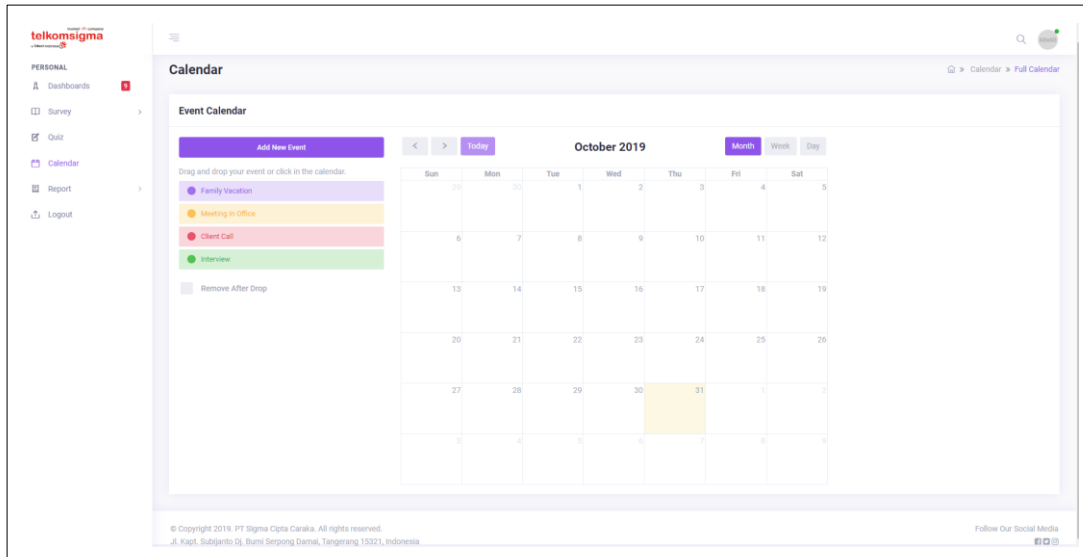 telkomsigma
PERSONAL
Dashboards 9
Survey
Quiz
Calendar
Report
Logout
Calendar
Calendar » Full Calendar
Event Calendar
Add New Event
Drag and drop your event or click in the calendar.
Family Vacation
Meeting In Office
Client Call
Interview
Remove After Drop
< > Today October 2019 Month Week Day
Sun Mon Tue Wed Thu Fri Sat
29 30 1 2 3 4 5
6 7 8 9 10 11 12
13 14 15 16 17 18 19
20 21 22 23 24 25 26
27 28 29 30 31 1 2
3 4 5 6 7 8 9
© Copyright 2019. PT Sigma Cipta Caraka. All rights reserved.
Jl. Kapt. Subijanto Dj. Bumi Serpong Damai, Tangerang 15321, Indonesia
Follow Our Social Media